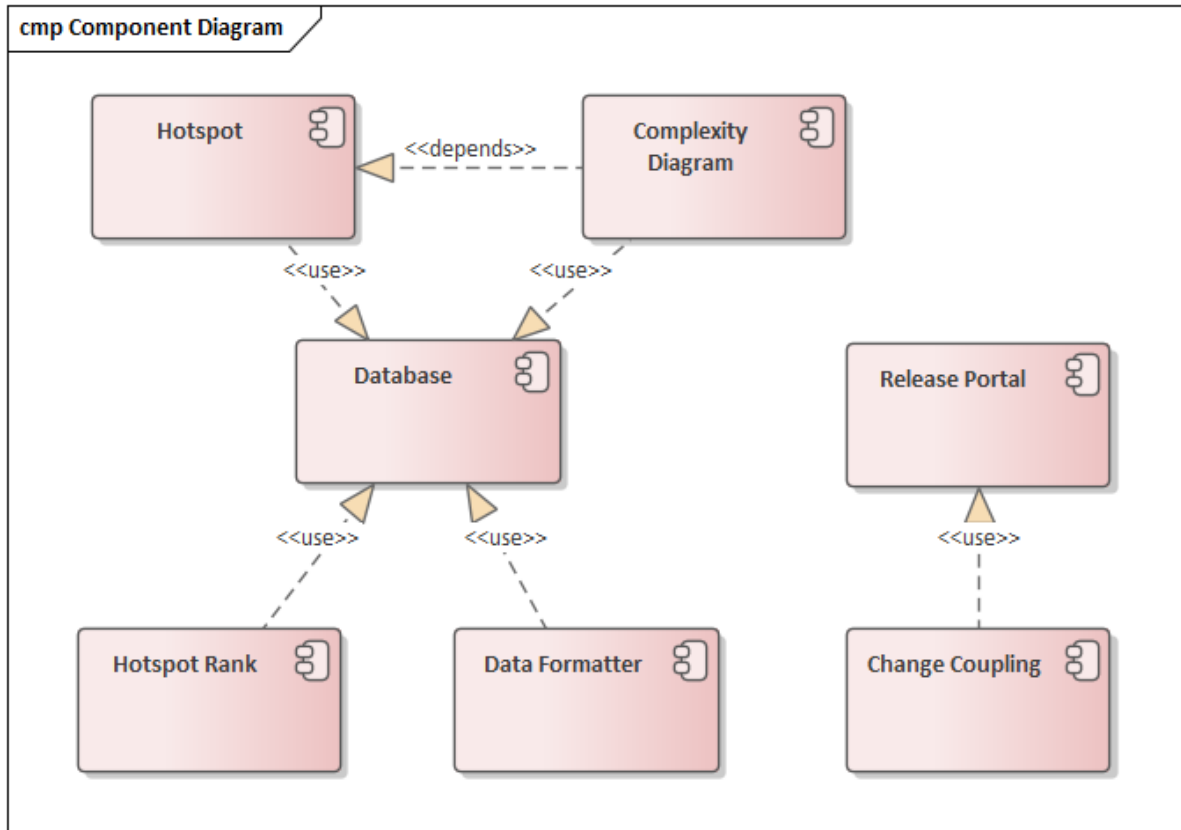 cmp Component Diagram
Hotspot
Complexity
Diagram
<<depends>>
<<use>>
<<use>>
Database
Release Portal
<<use>>
<<use>>
<<use>>
Hotspot Rank
Data Formatter
Change Coupling